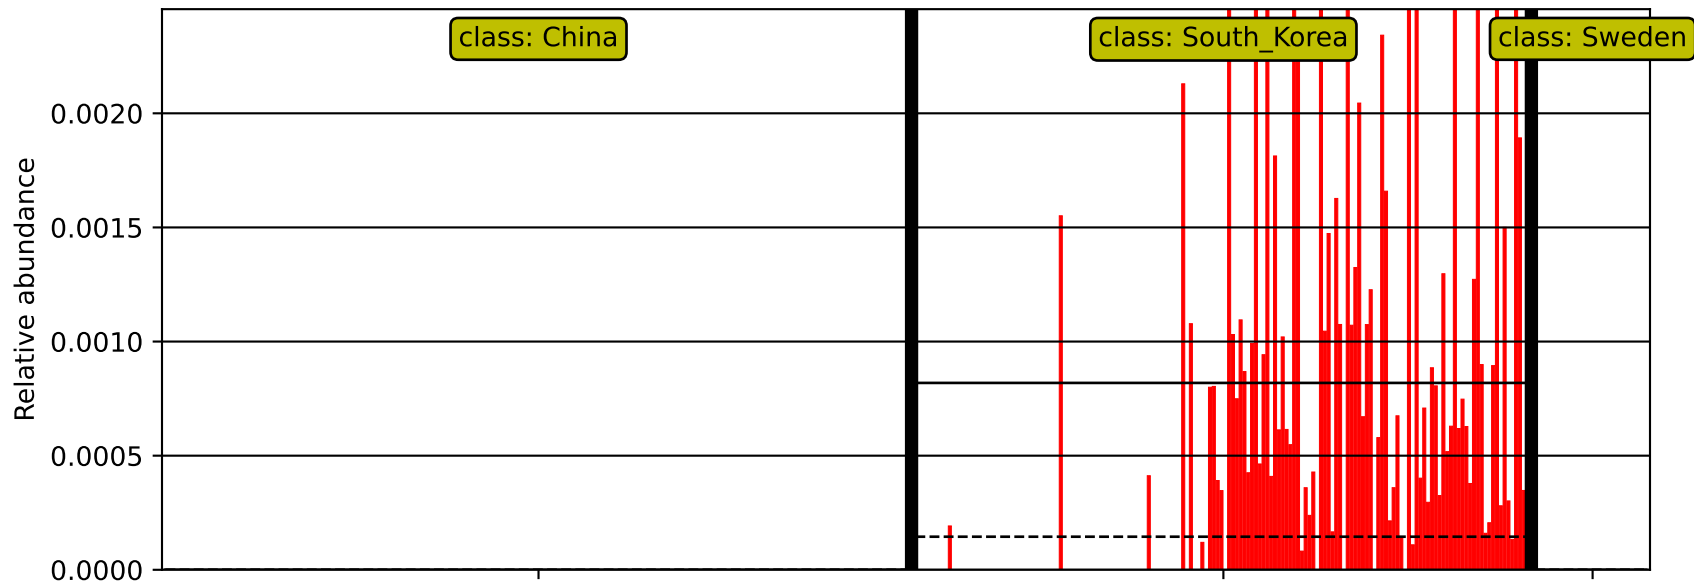 class: China
class: South_Korea
class: Sweden
Relative abundance
0.0020
0.0015
0.0010
0.0005
0.0000